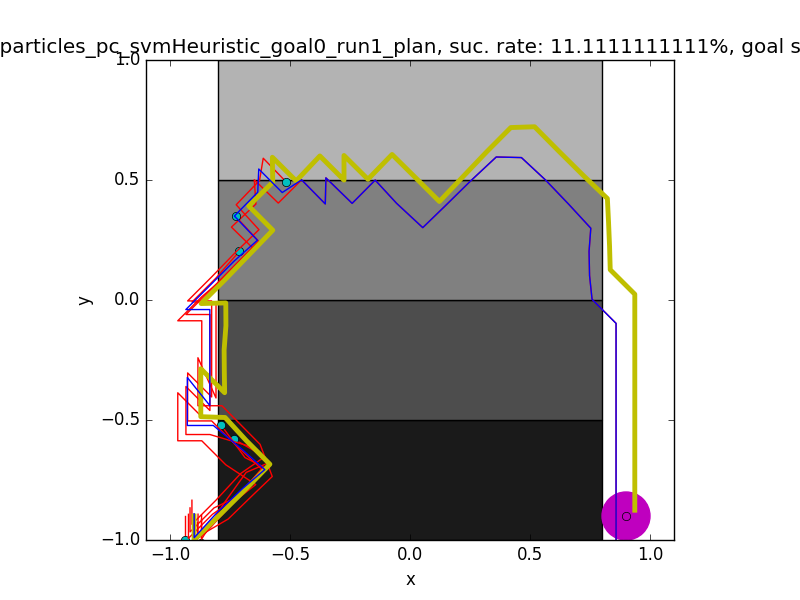 particles_pc_svmHeuristic_goal0_run1_plan, suc. rate: 11.1111111111%, goal s
1.0
0.5
0.0
−0.5
−1.0
y
−1.0 −0.5 0.0 0.5 1.0
x